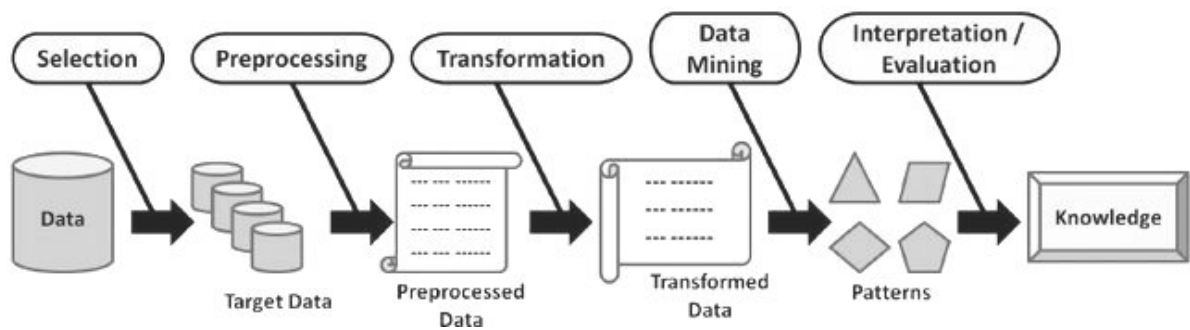 Selection
Preprocessing
Transformation
Data
Mining
Interpretation /
Evaluation
Data
Target Data
Preprocessed
Data
Transformed
Data
Patterns
Knowledge